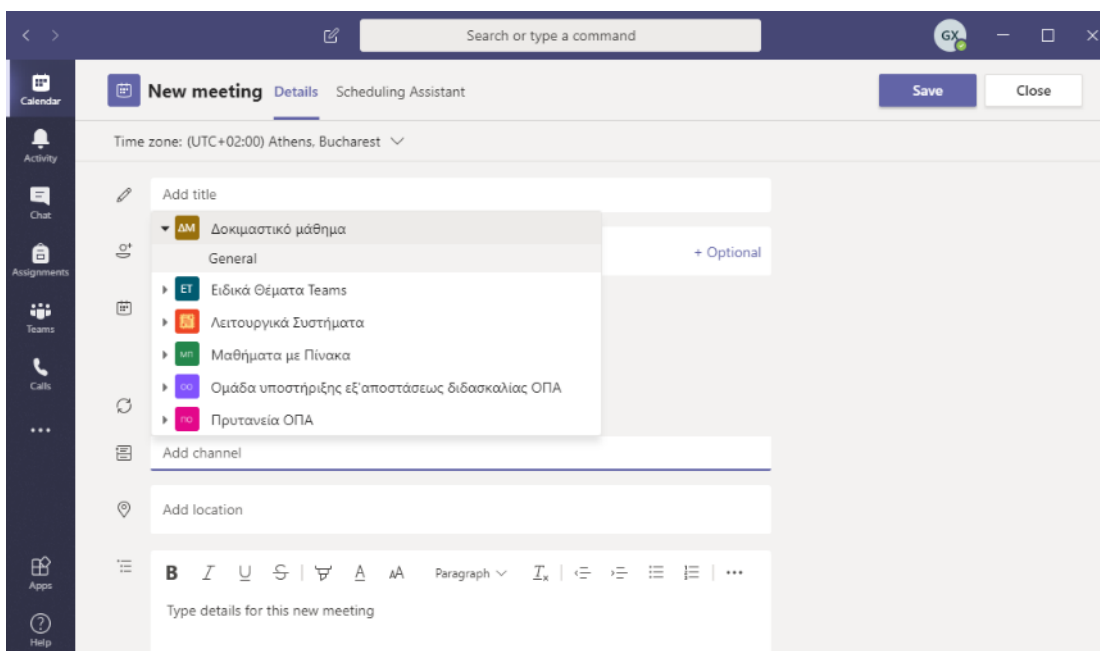 Search or type a command
GX
Calendar
New meeting Details Scheduling Assistant
Save
Close
Time zone: (UTC+02:00) Athens, Bucharest
Activity
Add title
Chat
ΔΜ Δοκιμαστικό μάθημα
General
+ Optional
Assignments
ΕΤ Ειδικά Θέματα Teams
Λειτουργικά Συστήματα
Teams
ΜΠ Μαθήματα με Πίνακα
Calls
ΟΟ Ομάδα υποστήριξης εξ'αποστάσεως διδασκαλίας ΟΠΑ
ΠΟ Πρυτανεία ΟΠΑ
Add channel
Add location
Apps
B I U S A AA Paragraph Tx
Type details for this new meeting
Help